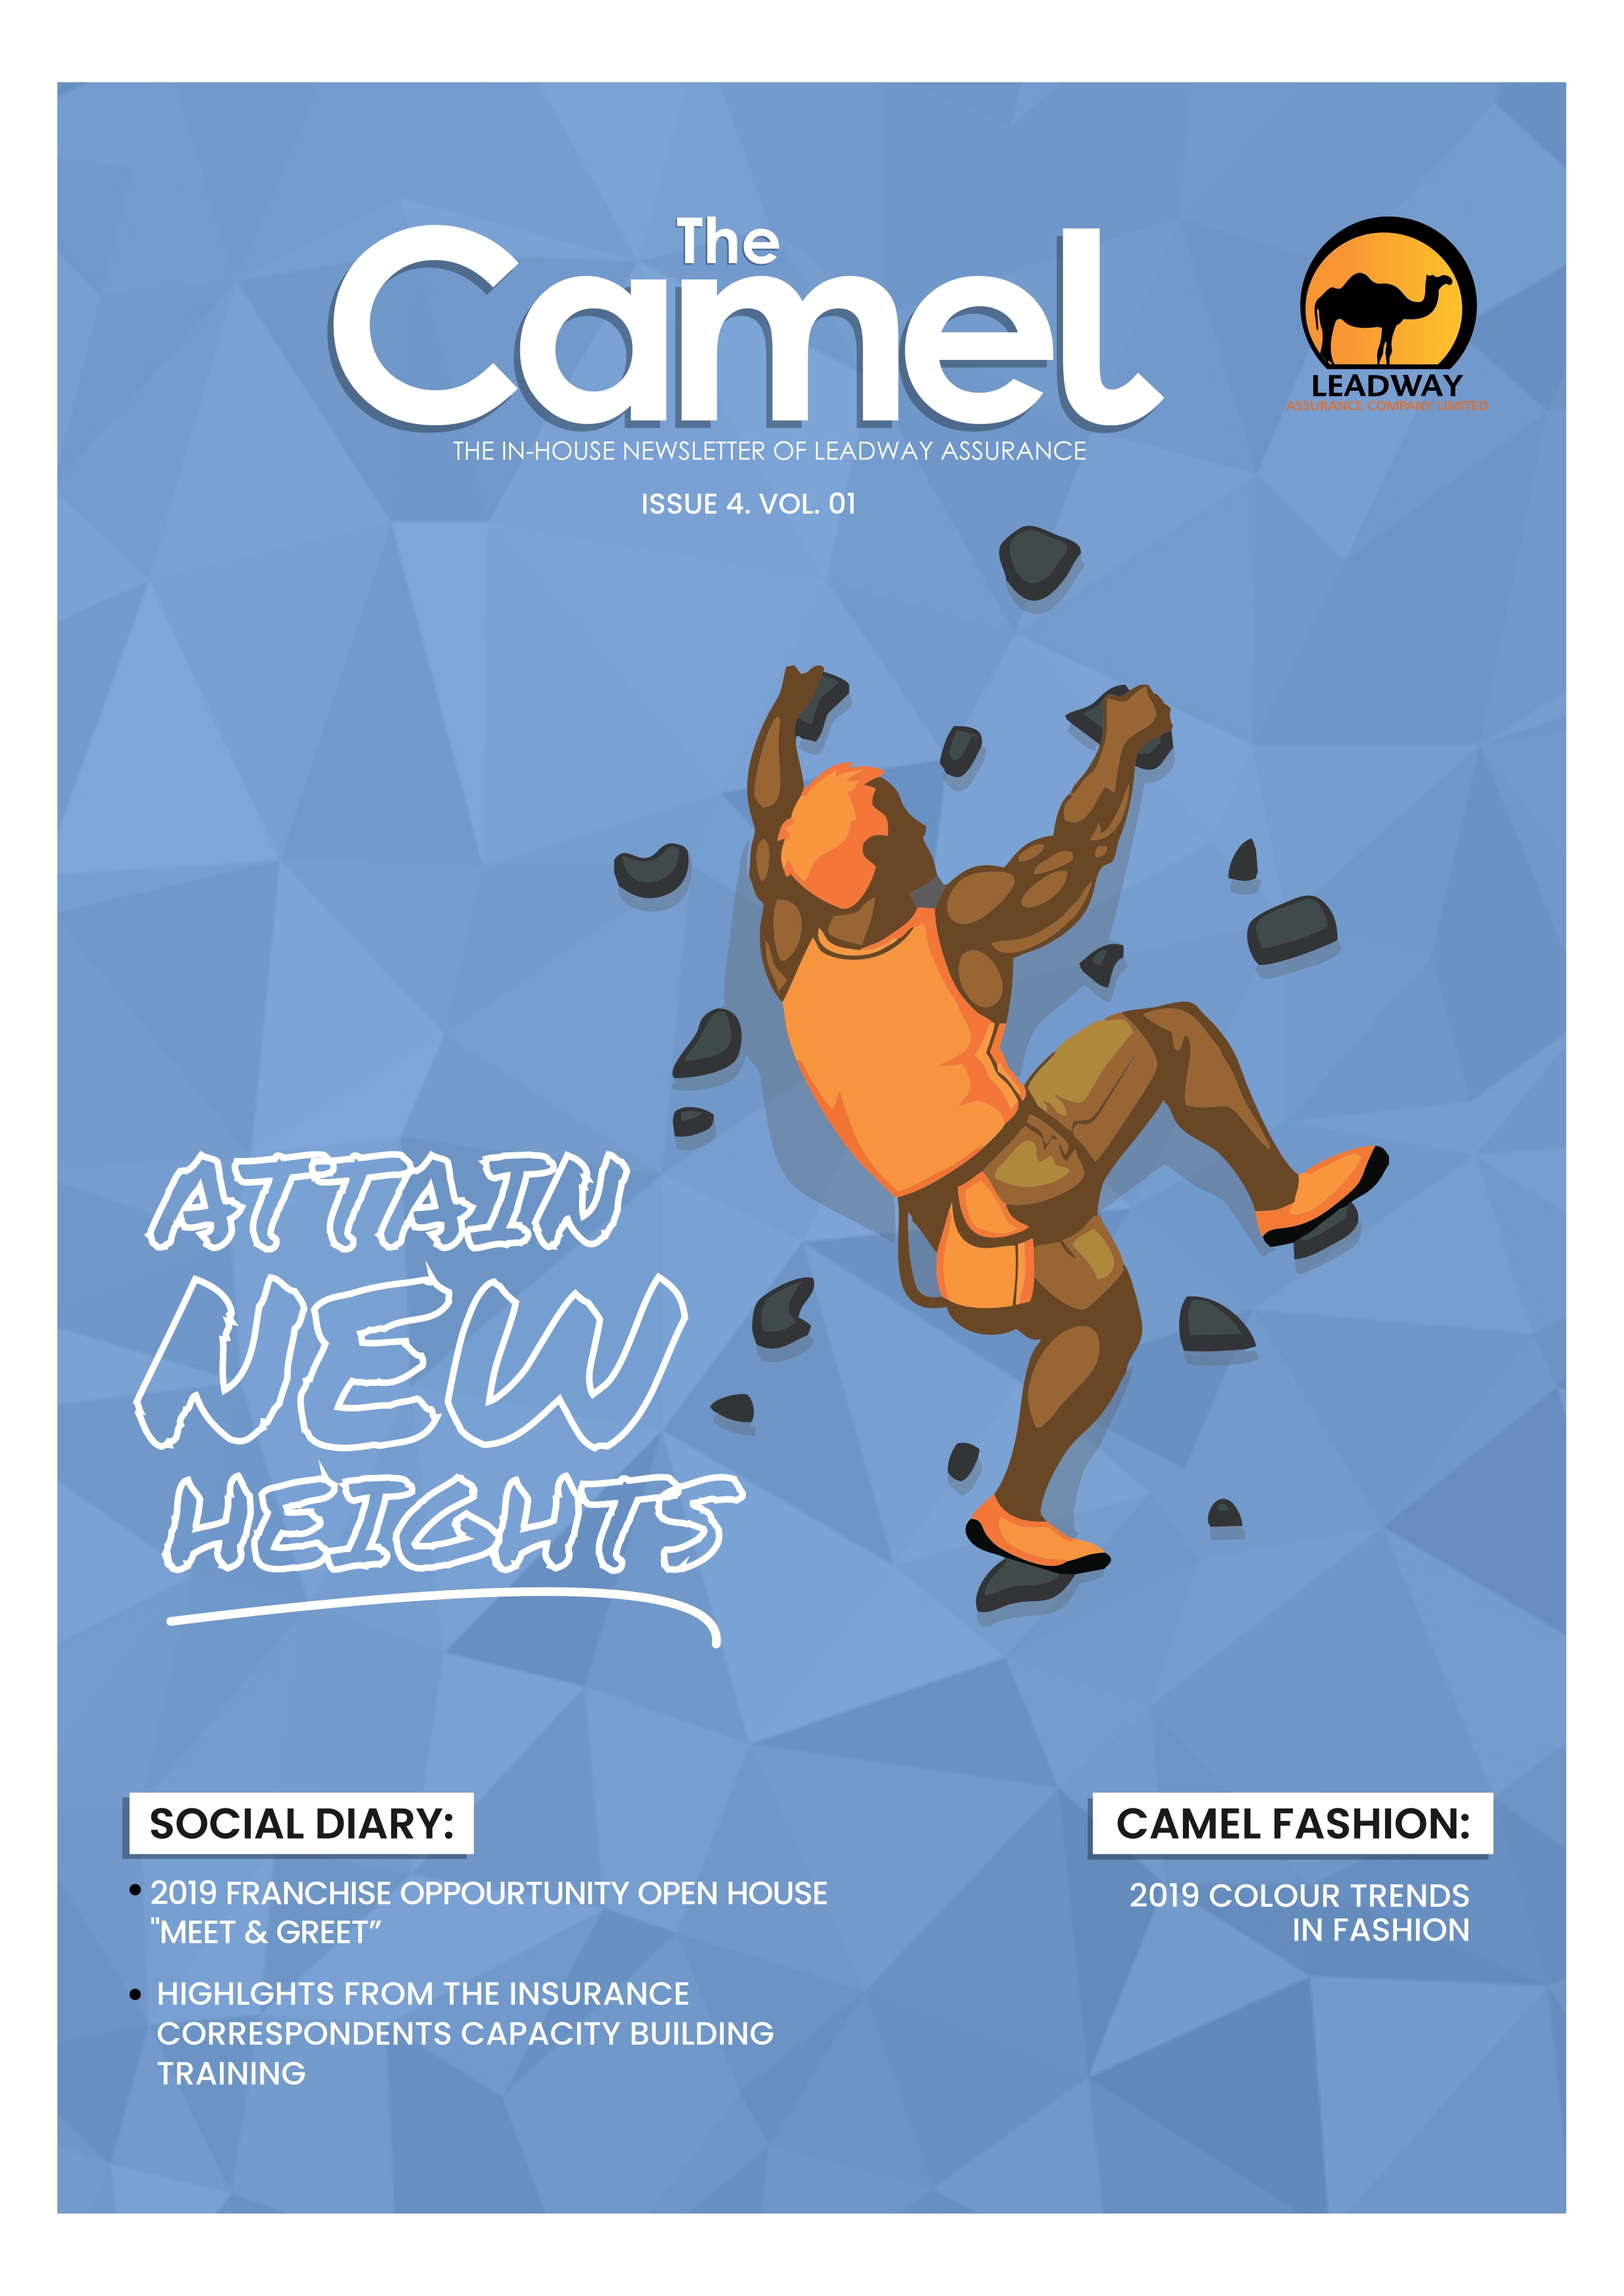 The
Camel
THE IN-HOUSE NEWSLETTER OF LEADWAY ASSURANCE
ISSUE 4. VOL. 01
LEADWAY
ASSURANCE COMPANY LIMITED
ATTAIN
NEW
HEIGHTS
SOCIAL DIARY:
• 2019 FRANCHISE OPPOURTUNITY OPEN HOUSE
"MEET & GREET”
• HIGHLGHTS FROM THE INSURANCE
CORRESPONDENTS CAPACITY BUILDING
TRAINING
CAMEL FASHION:
2019 COLOUR TRENDS
IN FASHION